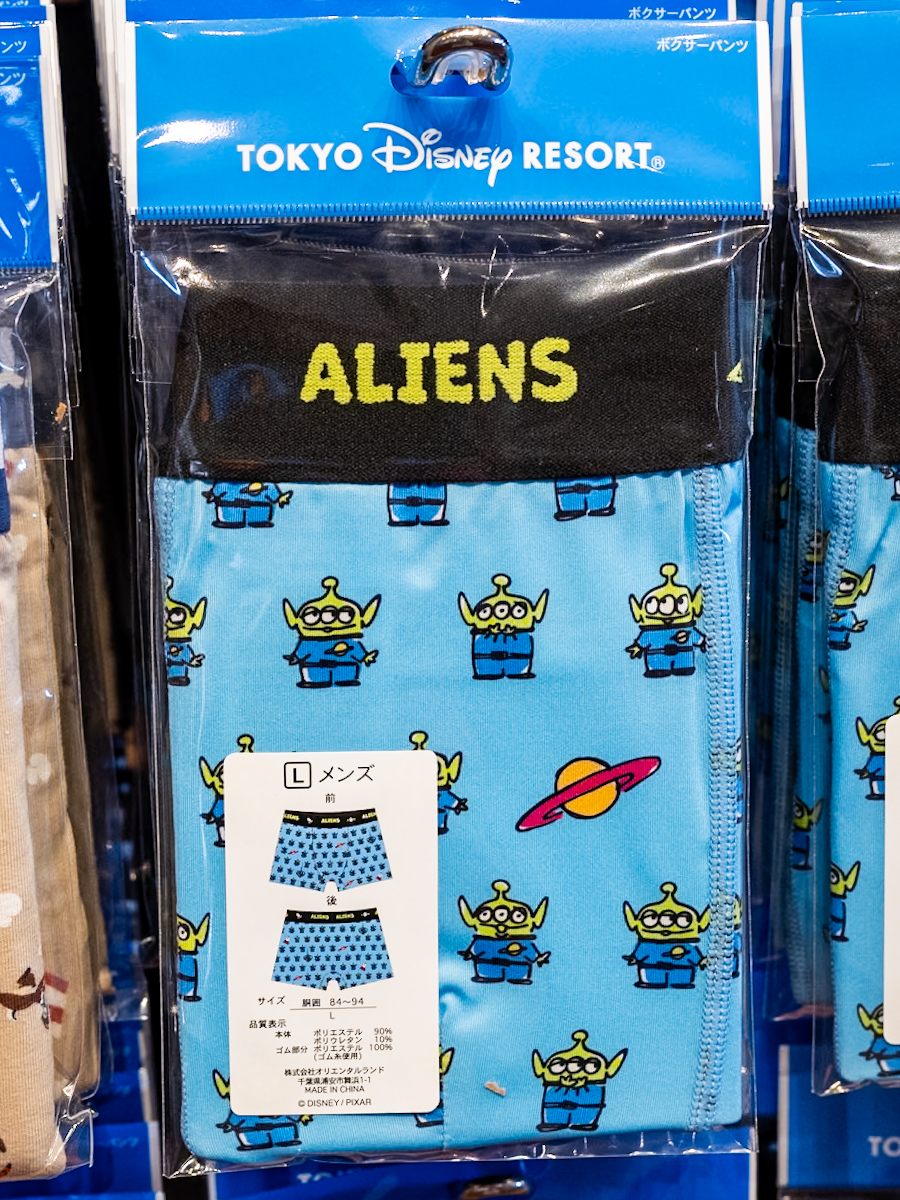 ボクサーパンツ
ボクサーパンツ
TOKYO Disney RESORT®
ALIENS
L メンズ
前
ALIENS
後
ALIENS ALIENS
サイズ 胴囲 84〜94
L
品質表示
本体 ポリエステル 90%
ポリウレタン 10%
ゴム部分 ポリエステル 100%
(ゴム糸使用)
株式会社オリエンタルランド
千葉県浦安市舞浜1-1
MADE IN CHINA
© DISNEY / PIXAR